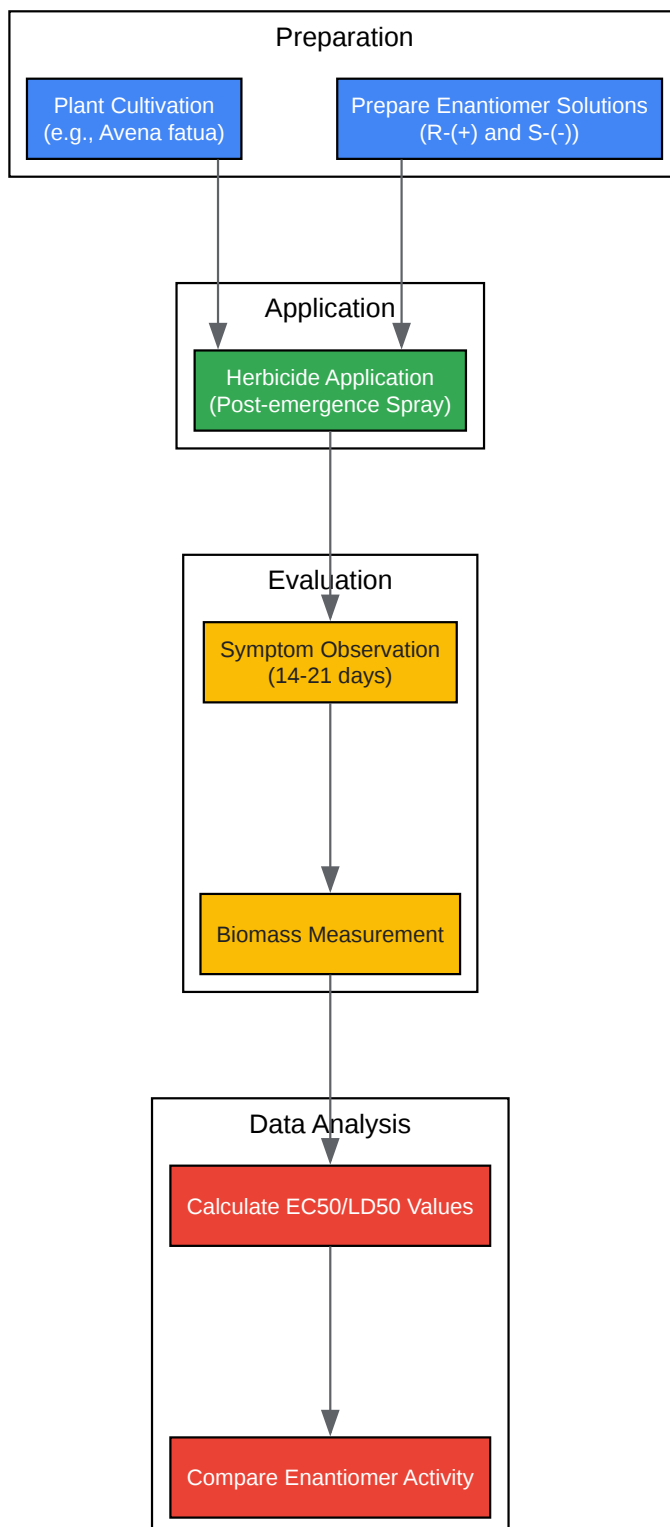 Preparation
Plant Cultivation
(e.g., Avena fatua)
Prepare Enantiomer Solutions
(R-(+) and S-(-))
Application
Herbicide Application
(Post-emergence Spray)
Evaluation
Symptom Observation
(14-21 days)
Biomass Measurement
Data Analysis
Calculate EC50/LD50 Values
Compare Enantiomer Activity